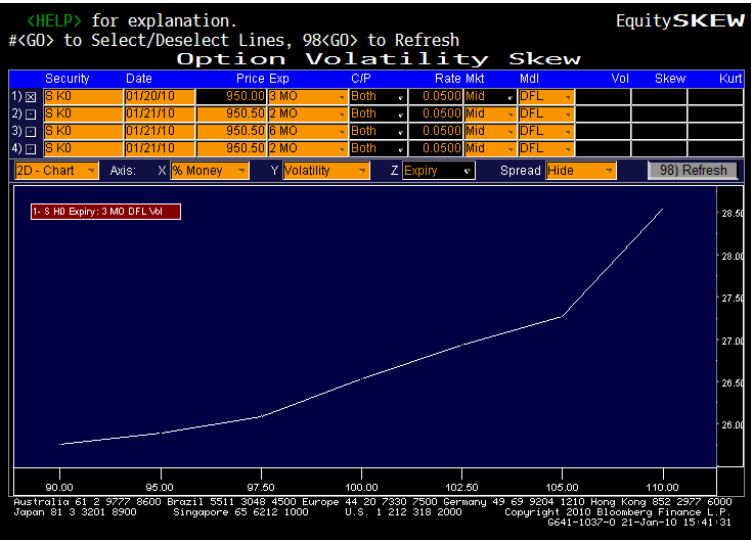 <HELP> for explanation. EquitySKEW
#<GO> to Select/Deselect Lines, 98<GO> to Refresh
Option Volatility Skew
Security Date Price Exp C/P Rate Mkt Mdl Vol Skew Kurt
1) S K0 01/20/10 950.00 3 MO Both 0.0500 Mid DFL
2) S K0 01/21/10 950.50 2 MO Both 0.0500 Mid DFL
3) S K0 01/21/10 950.50 6 MO Both 0.0500 Mid DFL
4) S K0 01/21/10 950.50 2 MO Both 0.0500 Mid DFL
2D - Chart Axis: X % Money Y Volatility Z Expiry Spread Hide 98) Refresh
1- S H0 Expiry: 3 MO DFL Vol
28.50
28.00
27.50
27.00
26.50
26.00
90.00 95.00 97.50 100.00 102.50 105.00 110.00
Australia 61 2 9777 8600 Brazil 5511 3048 4500 Europe 44 20 7330 7500 Germany 49 69 9204 1210 Hong Kong 852 2977 6000
Japan 81 3 3201 8900 Singapore 65 6212 1000 U.S. 1 212 318 2000 Copyright 2010 Bloomberg Finance L.P.
G641-1037-0 21-Jan-10 15:41:31